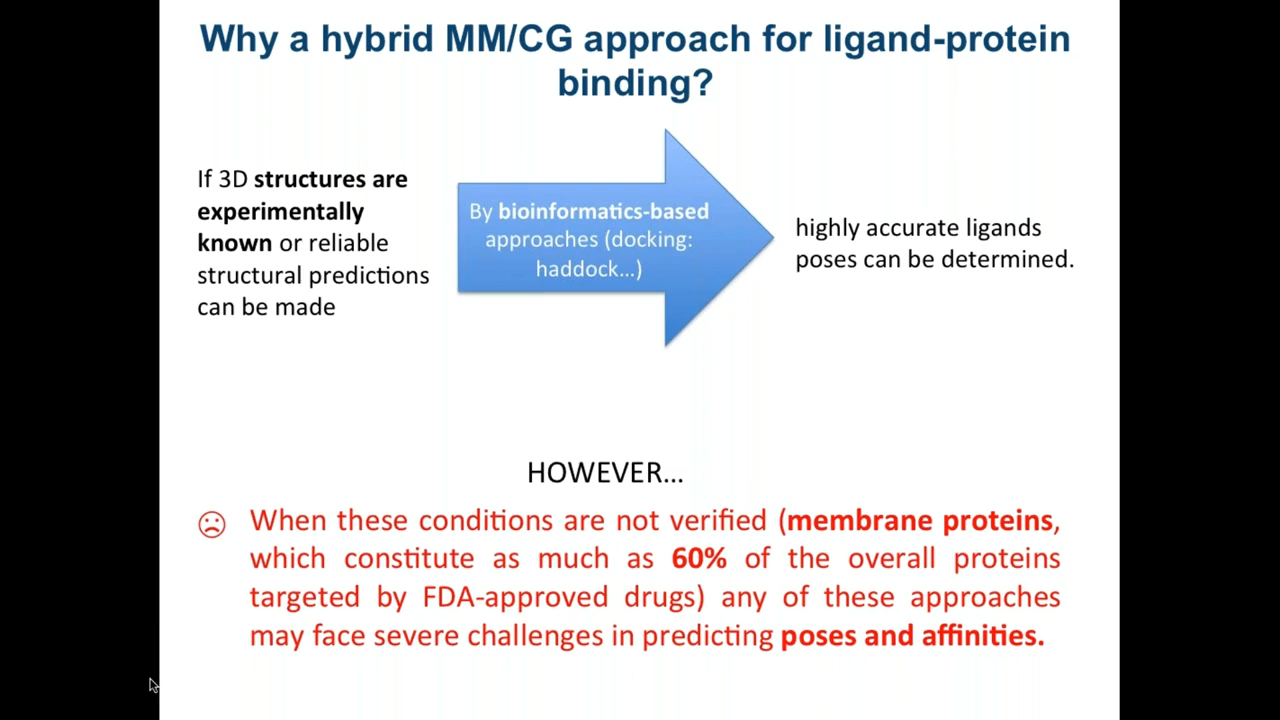 Why a hybrid MM/CG approach for ligand-protein
binding?
If 3D structures are
experimentally
known or reliable
structural predictions
can be made
By bioinformatics-based
approaches (docking:
haddock...)
highly accurate ligands
poses can be determined.
HOWEVER...
When these conditions are not verified (membrane proteins,
which constitute as much as 60% of the overall proteins
targeted by FDA-approved drugs) any of these approaches
may face severe challenges in predicting poses and affinities.